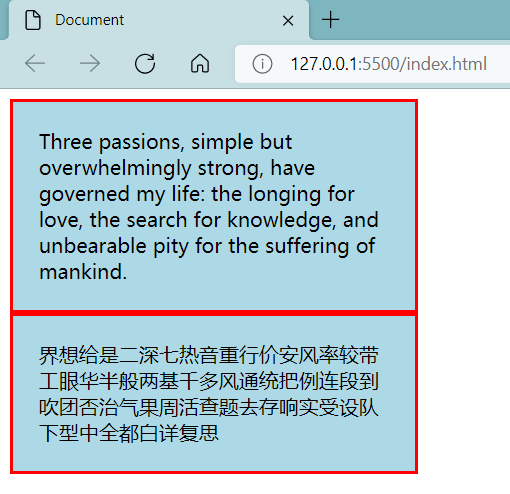 Document
127.0.0.1:5500/index.html
Three passions, simple but
overwhelmingly strong, have
governed my life: the longing for
love, the search for knowledge, and
unbearable pity for the suffering of
mankind.
界想给是二深七热音重行价安风率较带
工眼华半般两基千多风通统把例连段到
吹团否治气果周活查题去存响实受设队
下型中全都白详复思